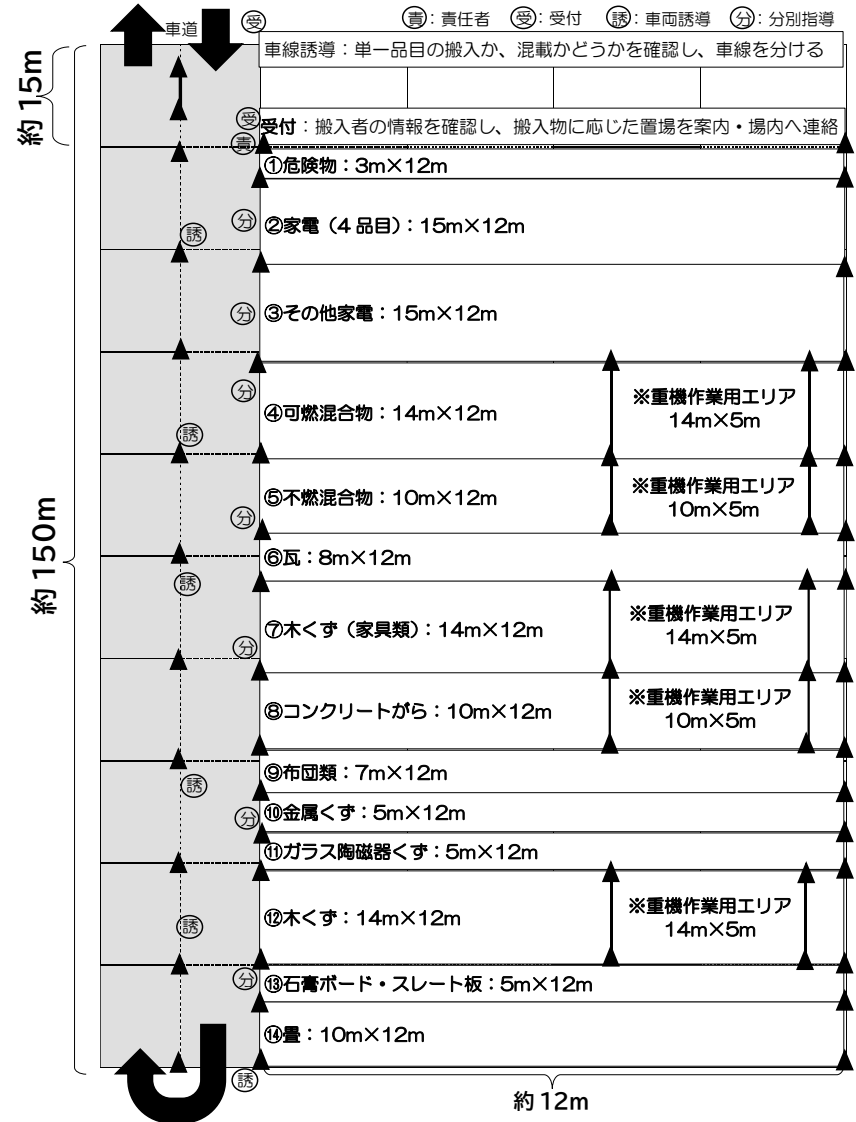 責：責任者 受：受付 誘：車両誘導 分：分別指導
車道
受
車線誘導：単一品目の搬入か、混載かどうかを確認し、車線を分ける
約15m
受
受付：搬入者の情報を確認し、搬入物に応じた置場を案内・場内へ連絡
責
①危険物：3m×12m
分
②家電（4品目）：15m×12m
誘
分
③その他家電：15m×12m
分
④可燃混合物：14m×12m
※重機作業用エリア
14m×5m
誘
⑤不燃混合物：10m×12m
※重機作業用エリア
10m×5m
分
約150m
⑥瓦：8m×12m
誘
⑦木くず（家具類）：14m×12m
※重機作業用エリア
14m×5m
分
⑧コンクリートがら：10m×12m
※重機作業用エリア
10m×5m
⑨布団類：7m×12m
誘
⑩金属くず：5m×12m
分
⑪ガラス陶磁器くず：5m×12m
⑫木くず：14m×12m
※重機作業用エリア
14m×5m
誘
分
⑬石膏ボード・スレート板：5m×12m
⑭畳：10m×12m
誘
約12m